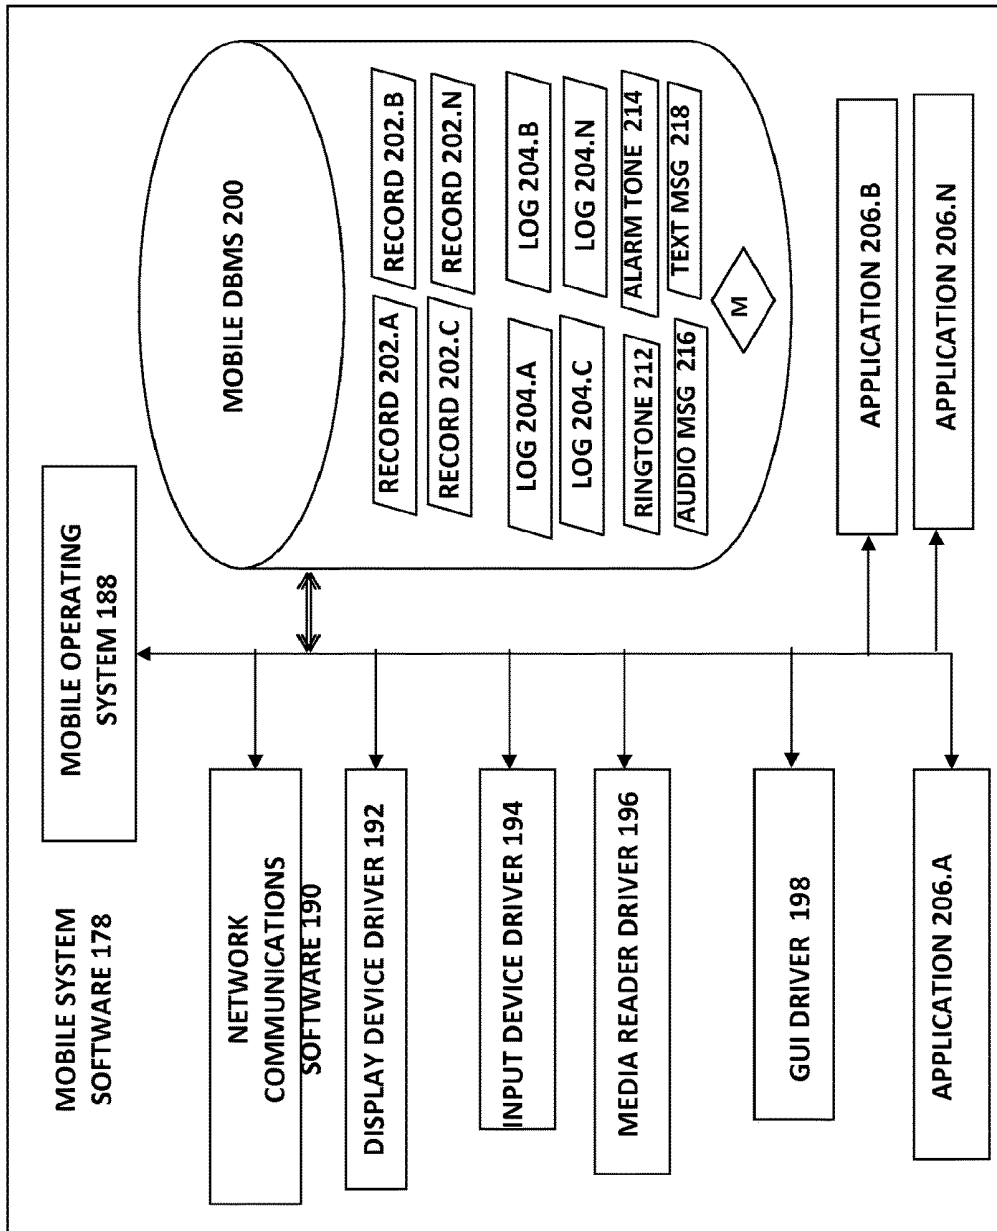 MOBILE SYSTEM
SOFTWARE 178
MOBILE OPERATING
SYSTEM 188
NETWORK
COMMUNICATIONS
SOFTWARE 190
DISPLAY DEVICE DRIVER 192
INPUT DEVICE DRIVER 194
MEDIA READER DRIVER 196
GUI DRIVER 198
APPLICATION 206.A
MOBILE DBMS 200
RECORD 202.A
RECORD 202.B
RECORD 202.C
RECORD 202.N
LOG 204.A
LOG 204.B
LOG 204.C
LOG 204.N
RINGTONE 212
ALARM TONE 214
AUDIO MSG 216
TEXT MSG 218
M
APPLICATION 206.B
APPLICATION 206.N